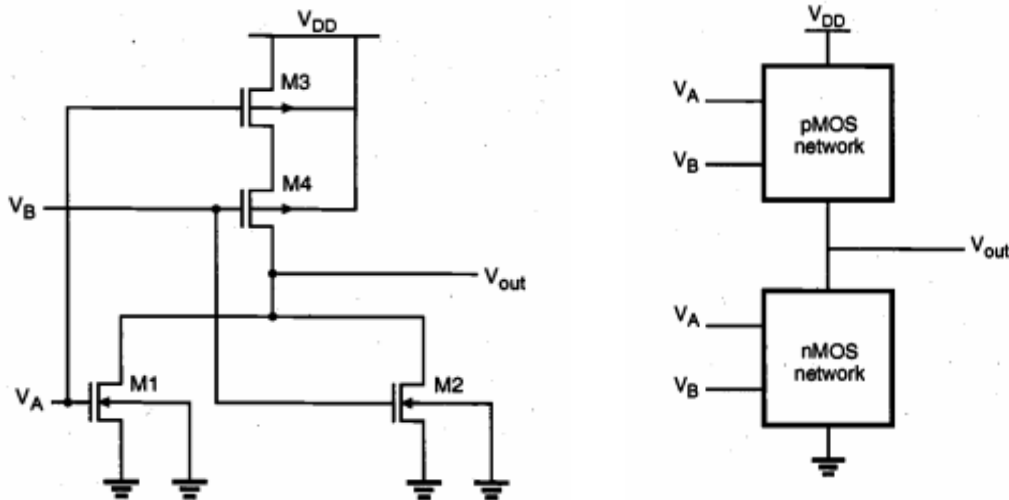 VDD
M3
M4
VB
Vout
M1
M2
VA
VDD
VA
pMOS
network
VB
Vout
VA
nMOS
network
VB